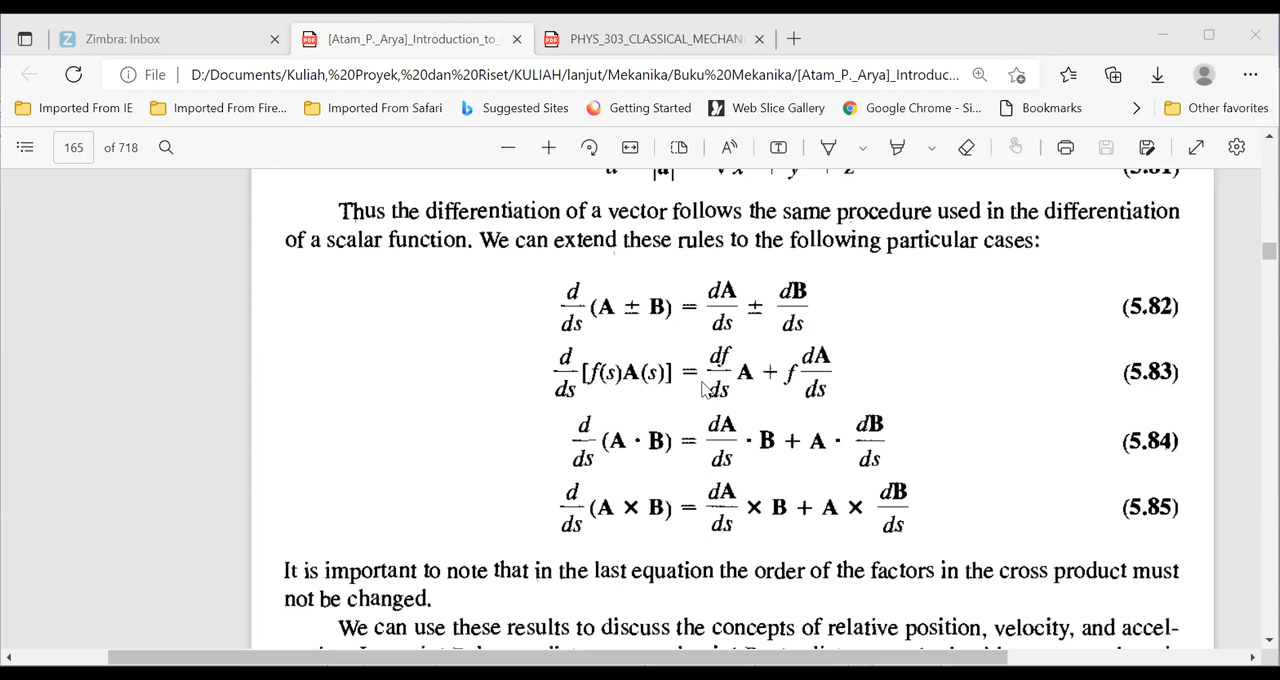 Zimbra: Inbox
[Atam_P._Arya]_Introduction_to_
PHYS_303_CLASSICAL_MECHAN
File D:/Documents/Kuliah,%20Proyek,%20dan%20Riset/KULIAH/lanjut/Mekanika/Buku%20Mekanika/[Atam_P._Arya]_Introduc...
Imported From IE Imported From Fire... Imported From Safari Suggested Sites Getting Started Web Slice Gallery Google Chrome - Si... Bookmarks Other favorites
165 of 718
Thus the differentiation of a vector follows the same procedure used in the differentiation
of a scalar function. We can extend these rules to the following particular cases:
d/ds (A ± B) = dA/ds ± dB/ds (5.82)
d/ds [f(s)A(s)] = df/ds A + f dA/ds (5.83)
d/ds (A · B) = dA/ds · B + A · dB/ds (5.84)
d/ds (A × B) = dA/ds × B + A × dB/ds (5.85)
It is important to note that in the last equation the order of the factors in the cross product must
not be changed.
We can use these results to discuss the concepts of relative position, velocity, and accel-